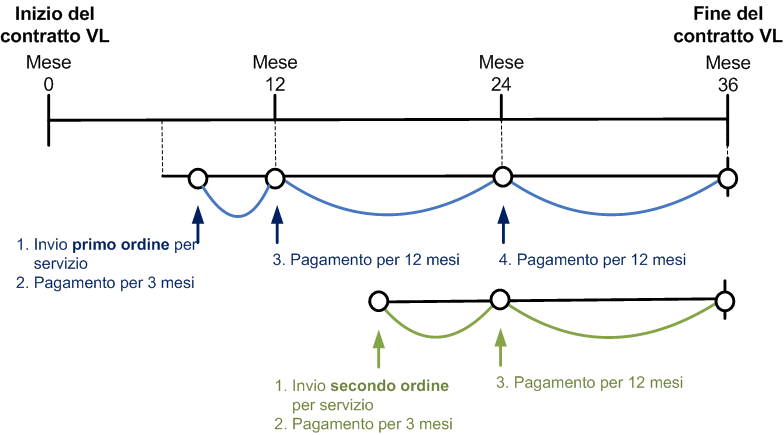 Inizio del
contratto VL
Fine del
contratto VL
Mese
0
Mese
12
Mese
24
Mese
36
1. Invio primo ordine per
servizio
2. Pagamento per 3 mesi
3. Pagamento per 12 mesi
4. Pagamento per 12 mesi
1. Invio secondo ordine
per servizio
2. Pagamento per 3 mesi
3. Pagamento per 12 mesi